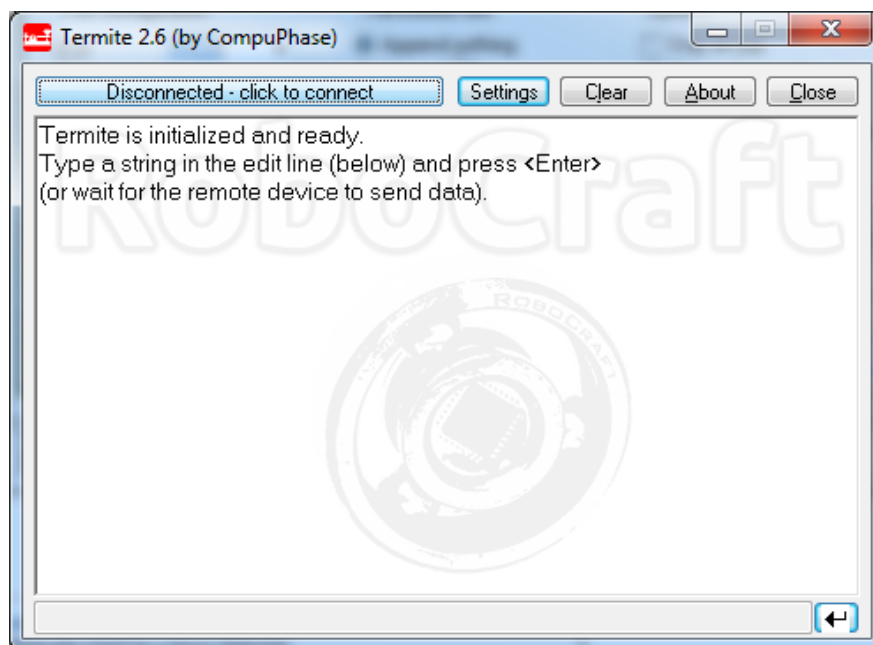 Termite 2.6 (by CompuPhase)
Disconnected - click to connect Settings Clear About Close
Termite is initialized and ready.
Type a string in the edit line (below) and press <Enter>
(or wait for the remote device to send data).
RoboCraft
ROBOCRAFT